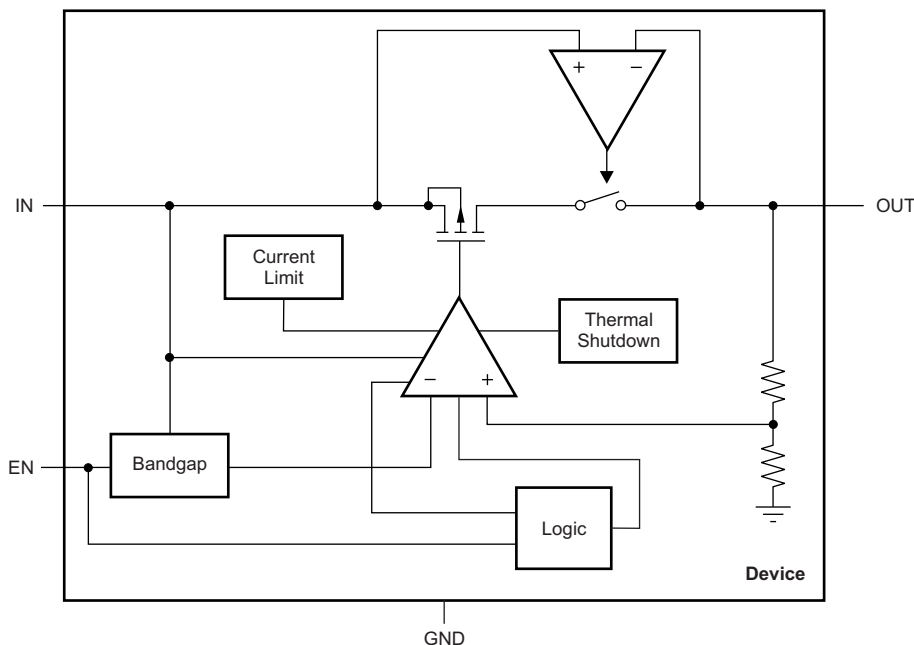 +
−
IN
OUT
Current
Limit
Thermal
Shutdown
−
+
EN
Bandgap
Logic
Device
GND